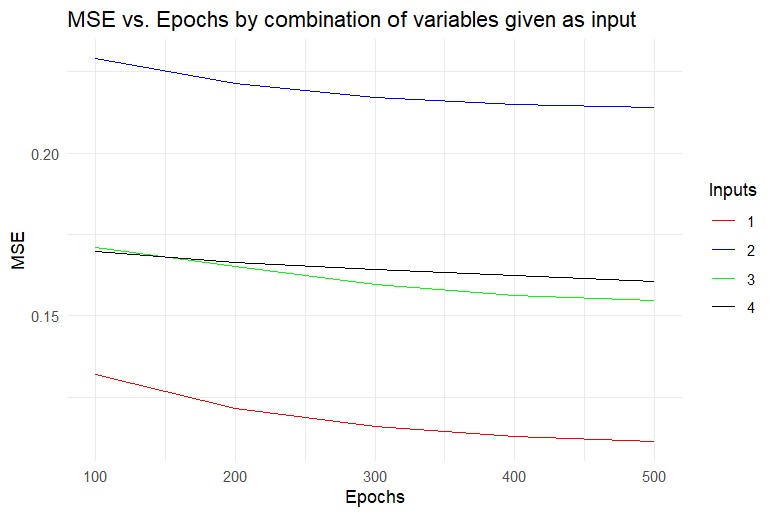 MSE vs. Epochs by combination of variables given as input
MSE
0.20
0.15
100 200 300 400 500
Epochs
Inputs
1
2
3
4